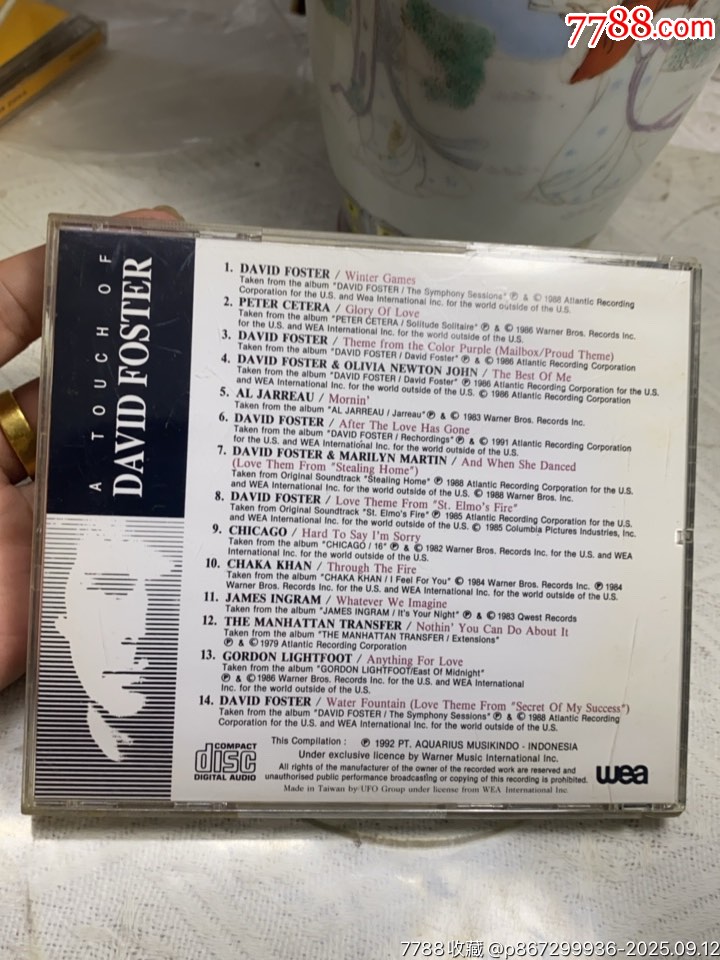 7788.com
A TOUCH OF
DAVID FOSTER
1. DAVID FOSTER / Winter Games
Taken from the album "DAVID FOSTER / The Symphony Sessions" Ⓟ & © 1988 Atlantic Recording
Corporation for the U.S. and Wea International Inc. for the world outside of the U.S.
2. PETER CETERA / Glory Of Love
Taken from the album "PETER CETERA / Solitude Solitaire" Ⓟ & © 1986 Warner Bros. Records Inc.
for the U.S. and WEA International Inc. for the world outside of the U.S.
3. DAVID FOSTER / Theme from the Color Purple (Mailbox/Proud Theme)
Taken from the album "DAVID FOSTER / David Foster" Ⓟ & © 1986 Atlantic Recording Corporation
4. DAVID FOSTER & OLIVIA NEWTON JOHN / The Best Of Me
Taken from the album "DAVID FOSTER / David Foster" Ⓟ 1986 Atlantic Recording Corporation for the U.S.
and WEA International Inc. for the world outside of the U.S. © 1986 Atlantic Recording Corporation
5. AL JARREAU / Mornin'
Taken from the album "AL JARREAU / Jarreau" Ⓟ & © 1983 Warner Bros. Records Inc.
6. DAVID FOSTER / After The Love Has Gone
Taken from the album "DAVID FOSTER / Rechordings" Ⓟ & © 1991 Atlantic Recording Corporation
for the U.S. and WEA International Inc. for the world outside of the U.S.
7. DAVID FOSTER & MARILYN MARTIN / And When She Danced
(Love Them From "Stealing Home")
Taken from Original Soundtrack "Stealing Home" Ⓟ 1988 Atlantic Recording Corporation for the U.S.
and WEA International Inc. for the world outside of the U.S. © 1988 Warner Bros. Inc.
8. DAVID FOSTER / Love Theme From "St. Elmo's Fire"
Taken from Original Soundtrack "St. Elmo's Fire" Ⓟ 1985 Atlantic Recording Corporation for the U.S.
and WEA International Inc. for the world outside of the U.S. © 1985 Columbia Pictures Industries, Inc.
9. CHICAGO / Hard To Say I'm Sorry
Taken from the album "CHICAGO / 16" Ⓟ & © 1982 Warner Bros. Records Inc. for the U.S. and WEA
International Inc. for the world outside of the U.S.
10. CHAKA KHAN / Through The Fire
Taken from the album "CHAKA KHAN / I Feel For You" © 1984 Warner Bros. Records Inc. Ⓟ 1984
Warner Bros. Records Inc. for the U.S. and WEA International Inc. for the world outside of the U.S.
11. JAMES INGRAM / Whatever We Imagine
Taken from the album "JAMES INGRAM / It's Your Night" Ⓟ & © 1983 Qwest Records
12. THE MANHATTAN TRANSFER / Nothin' You Can Do About It
Taken from the album "THE MANHATTAN TRANSFER / Extensions"
Ⓟ & © 1979 Atlantic Recording Corporation
13. GORDON LIGHTFOOT / Anything For Love
Taken from the album "GORDON LIGHTFOOT/East Of Midnight"
Ⓟ & © 1986 Warner Bros. Records Inc. for the U.S. and WEA International
Inc. for the world outside of the U.S.
14. DAVID FOSTER / Water Fountain (Love Theme From "Secret Of My Success")
Taken from the album "DAVID FOSTER / The Symphony Sessions" Ⓟ & © 1988 Atlantic Recording
Corporation for the U.S. and WEA International Inc. for the world outside of the U.S.
COMPACT
disc
DIGITAL AUDIO
This Compilation : Ⓟ 1992 PT. AQUARIUS MUSIKINDO - INDONESIA
Under exclusive licence by Warner Music International Inc.
All rights of the manufacturer of the owner of the recorded work are reserved and
unauthorised public performance broadcasting or copying of this recording is prohibited.
Made in Taiwan by UFO Group under license from WEA International Inc.
wea
7788收藏 @p867299936-2025.09.12